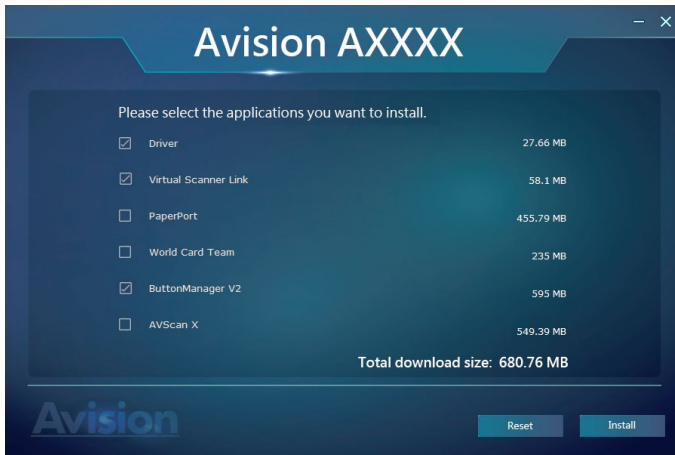 Avision AXXXX
Please select the applications you want to install.
Driver 27.66 MB
Virtual Scanner Link 58.1 MB
PaperPort 455.79 MB
World Card Team 235 MB
ButtonManager V2 595 MB
AVScan X 549.39 MB
Total download size: 680.76 MB
Avision
Reset Install